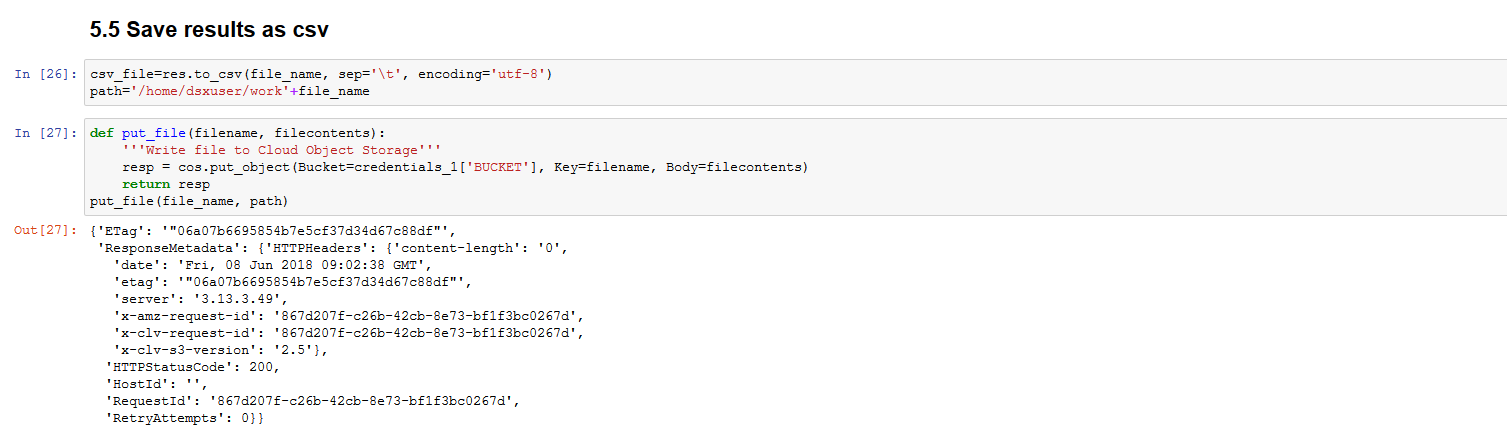 5.5 Save results as csv
In [26]: csv_file=res.to_csv(file_name, sep='\t', encoding='utf-8')
path='/home/dsxuser/work'+file_name
In [27]: def put_file(filename, filecontents):
    '''Write file to Cloud Object Storage'''
    resp = cos.put_object(Bucket=credentials_1['BUCKET'], Key=filename, Body=filecontents)
    return resp
put_file(file_name, path)
Out[27]: {'ETag': '"06a07b6695854b7e5cf37d34d67c88df"',
 'ResponseMetadata': {'HTTPHeaders': {'content-length': '0',
   'date': 'Fri, 08 Jun 2018 09:02:38 GMT',
   'etag': '"06a07b6695854b7e5cf37d34d67c88df"',
   'server': '3.13.3.49',
   'x-amz-request-id': '867d207f-c26b-42cb-8e73-bf1f3bc0267d',
   'x-clv-request-id': '867d207f-c26b-42cb-8e73-bf1f3bc0267d',
   'x-clv-s3-version': '2.5'},
  'HTTPStatusCode': 200,
  'HostId': '',
  'RequestId': '867d207f-c26b-42cb-8e73-bf1f3bc0267d',
  'RetryAttempts': 0}}